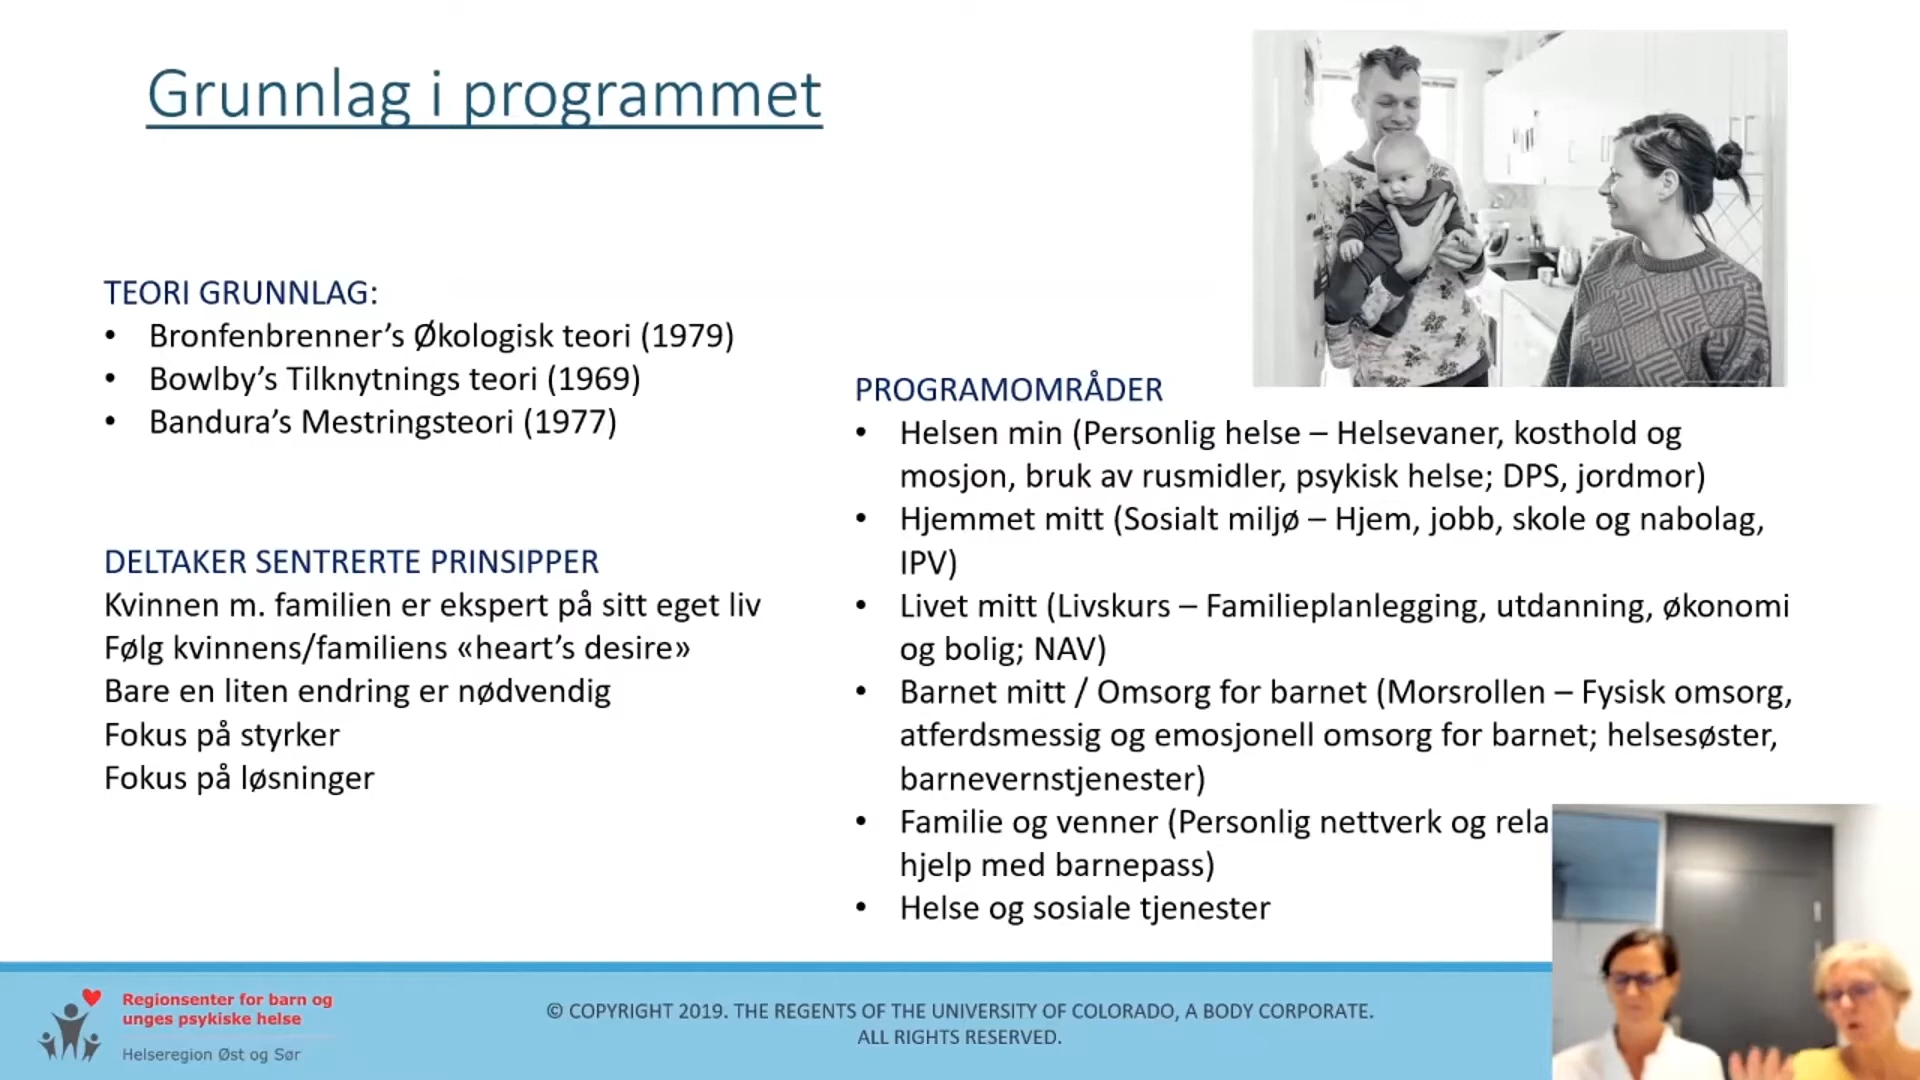 Grunnlag i programmet
TEORI GRUNNLAG:
• Bronfenbrenner’s Økologisk teori (1979)
• Bowlby’s Tilknytnings teori (1969)
• Bandura’s Mestringsteori (1977)
DELTAKER SENTRERTE PRINSIPPER
Kvinnen m. familien er ekspert på sitt eget liv
Følg kvinnens/familiens «heart’s desire»
Bare en liten endring er nødvendig
Fokus på styrker
Fokus på løsninger
PROGRAMOMRÅDER
• Helsen min (Personlig helse – Helsevaner, kosthold og
mosjon, bruk av rusmidler, psykisk helse; DPS, jordmor)
• Hjemmet mitt (Sosialt miljø – Hjem, jobb, skole og nabolag,
IPV)
• Livet mitt (Livskurs – Familieplanlegging, utdanning, økonomi
og bolig; NAV)
• Barnet mitt / Omsorg for barnet (Morsrollen – Fysisk omsorg,
atferdsmessig og emosjonell omsorg for barnet; helsesøster,
barnevernstjenester)
• Familie og venner (Personlig nettverk og rela
hjelp med barnepass)
• Helse og sosiale tjenester
Regionsenter for barn og
unges psykiske helse
Helseregion Øst og Sør
© COPYRIGHT 2019. THE REGENTS OF THE UNIVERSITY OF COLORADO, A BODY CORPORATE.
ALL RIGHTS RESERVED.